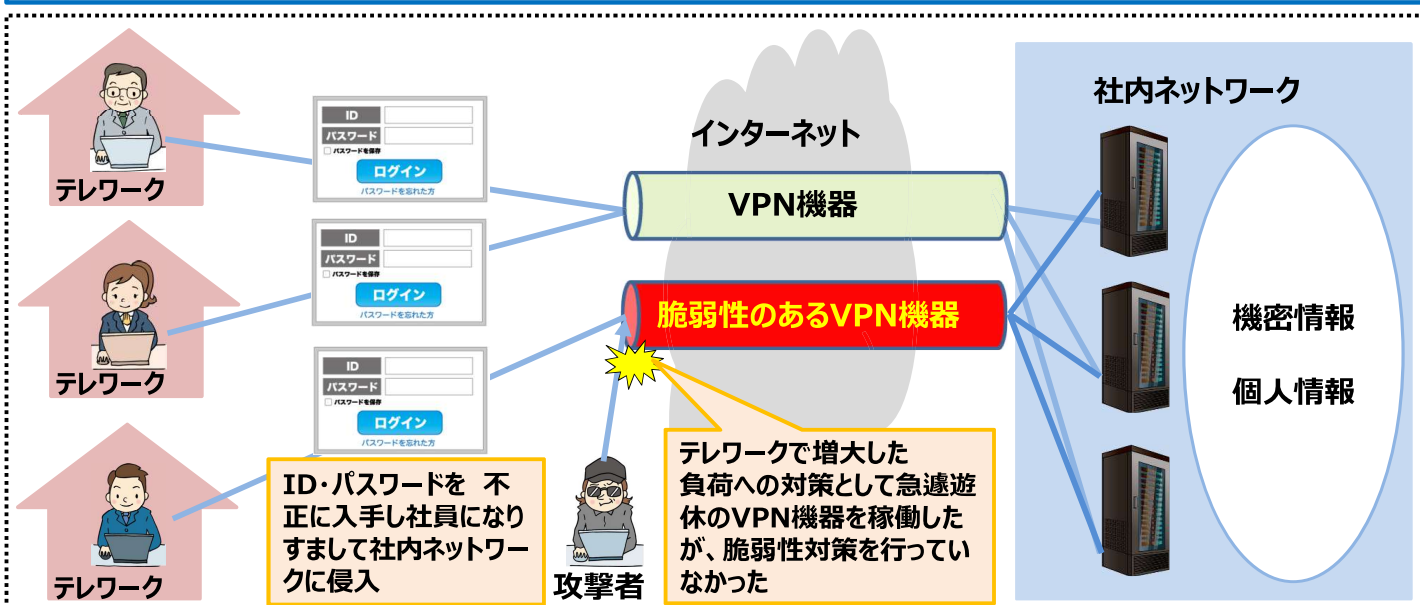 社内ネットワーク
インターネット
ID
パスワード
パスワードを保存
ログイン
パスワードを忘れた方
テレワーク
VPN機器
ID
パスワード
パスワードを保存
ログイン
パスワードを忘れた方
テレワーク
脆弱性のあるVPN機器
機密情報
個人情報
ID
パスワード
パスワードを保存
ログイン
パスワードを忘れた方
テレワーク
ID・パスワードを 不
正に入手し社員になり
すまして社内ネットワー
クに侵入
攻撃者
テレワークで増大した
負荷への対策として急遽遊
休のVPN機器を稼働した
が、脆弱性対策を行ってい
なかった